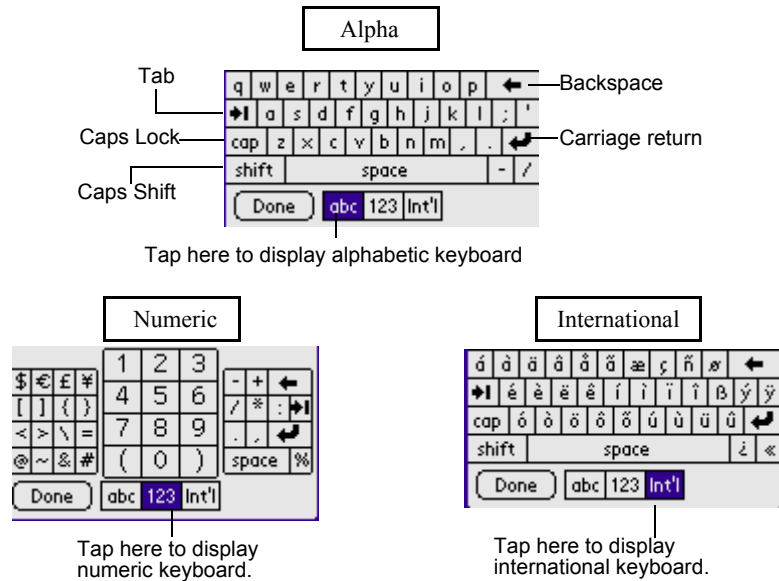 Alpha
Tab
Caps Lock
Caps Shift
q w e r t y u i o p
a s d f g h j k l ; '
cap z x c v b n m , .
shift space - /
Done abc 123 Int'l
Backspace
Carriage return
Tap here to display alphabetic keyboard
Numeric
$ € £ ¥
[ ] { }
< > \ =
@ ~ & #
1 2 3
4 5 6
7 8 9
( 0 )
- +
/ * :
. ,
space %
Done abc 123 Int'l
Tap here to display
numeric keyboard.
International
á à ä â å ã æ ç ñ ø
é è ë ê í ì ï î ß ý ÿ
cap ó ò ö ô õ ú ù ü û
shift space ¿ «
Done abc 123 Int'l
Tap here to display
international keyboard.